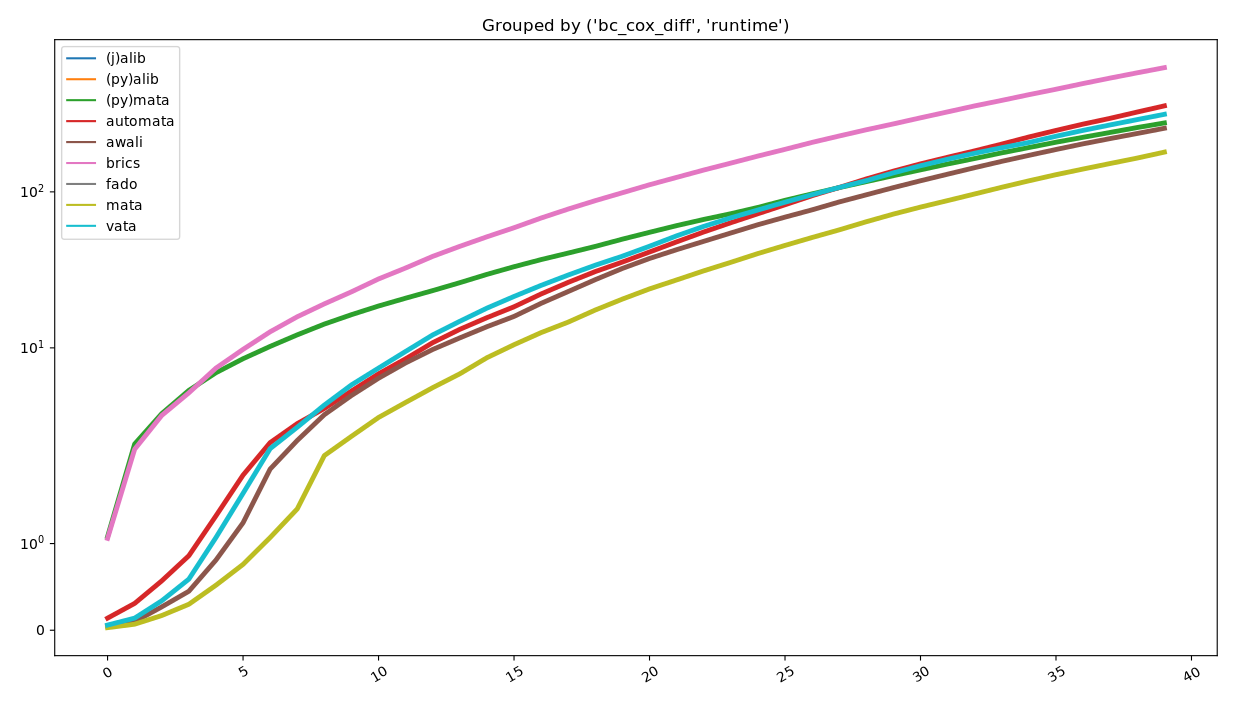 Grouped by ('bc_cox_diff', 'runtime')
(j)alib
(py)alib
(py)mata
automata
awali
brics
fado
mata
vata
10²
10¹
10⁰
0
0 5 10 15 20 25 30 35 40